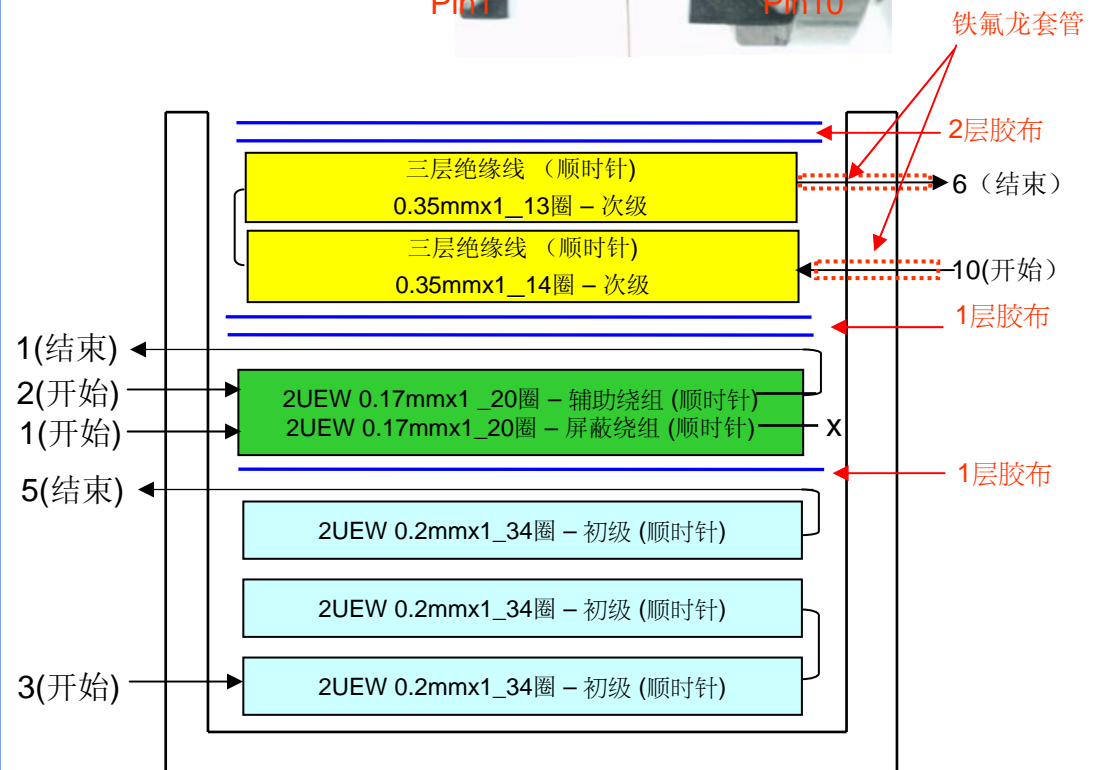 Pin1
Pin10
铁氟龙套管
2层胶布
三层绝缘线 （顺时针)
0.35mmx1_13圈 – 次级
6（结束）
三层绝缘线 （顺时针)
0.35mmx1_14圈 – 次级
10(开始）
1层胶布
1(结束)
2(开始)
2UEW 0.17mmx1 _20圈 – 辅助绕组 (顺时针)
1(开始)
2UEW 0.17mmx1_20圈 – 屏蔽绕组 (顺时针)
X
1层胶布
5(结束)
2UEW 0.2mmx1_34圈 – 初级 (顺时针)
2UEW 0.2mmx1_34圈 – 初级 (顺时针)
3(开始)
2UEW 0.2mmx1_34圈 – 初级 (顺时针)